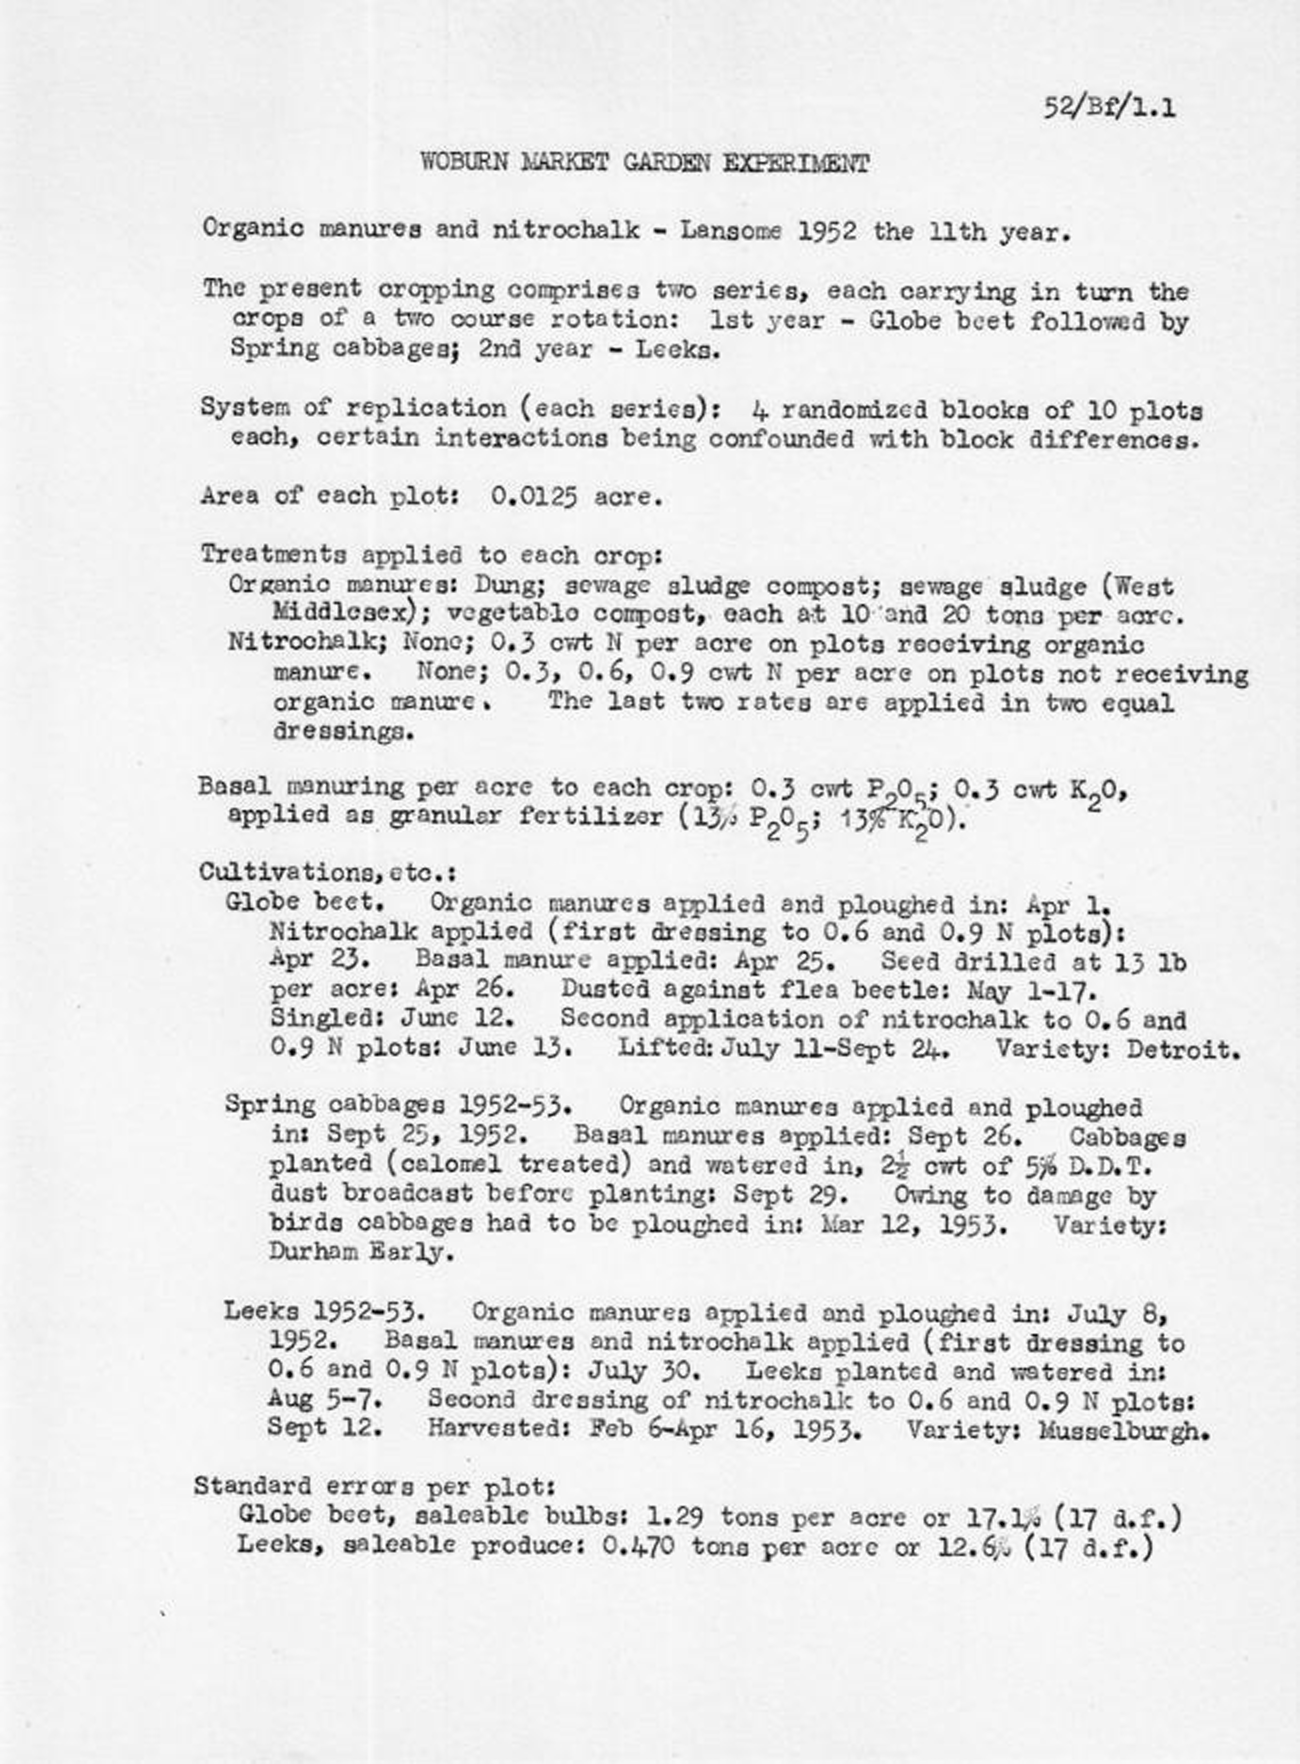 52/Bf/1.1
WOBURN MARKET GARDEN EXPERIMENT
Organic manures and nitrochalk - Lansome 1952 the 11th year.
The present cropping comprises two series, each carrying in turn the
crops of a two course rotation: 1st year - Globe beet followed by
Spring cabbages; 2nd year - Leeks.
System of replication (each series): 4 randomized blocks of 10 plots
each, certain interactions being confounded with block differences.
Area of each plot: 0.0125 acre.
Treatments applied to each crop:
Organic manures: Dung; sewage sludge compost; sewage sludge (West
Middlesex); vegetable compost, each at 10 and 20 tons per acre.
Nitrochalk; None; 0.3 cwt N per acre on plots receiving organic
manure. None; 0.3, 0.6, 0.9 cwt N per acre on plots not receiving
organic manure. The last two rates are applied in two equal
dressings.
Basal manuring per acre to each crop: 0.3 cwt P₂O₅; 0.3 cwt K₂O,
applied as granular fertilizer (13% P₂O₅; 13% K₂O).
Cultivations,etc.:
Globe beet. Organic manures applied and ploughed in: Apr 1.
Nitrochalk applied (first dressing to 0.6 and 0.9 N plots):
Apr 23. Basal manure applied: Apr 25. Seed drilled at 13 lb
per acre: Apr 26. Dusted against flea beetle: May 1-17.
Singled: June 12. Second application of nitrochalk to 0.6 and
0.9 N plots: June 13. Lifted: July 11-Sept 24. Variety: Detroit.
Spring cabbages 1952-53. Organic manures applied and ploughed
in: Sept 25, 1952. Basal manures applied: Sept 26. Cabbages
planted (calomel treated) and watered in, 2½ cwt of 5% D.D.T.
dust broadcast before planting: Sept 29. Owing to damage by
birds cabbages had to be ploughed in: Mar 12, 1953. Variety:
Durham Early.
Leeks 1952-53. Organic manures applied and ploughed in: July 8,
1952. Basal manures and nitrochalk applied (first dressing to
0.6 and 0.9 N plots): July 30. Leeks planted and watered in:
Aug 5-7. Second dressing of nitrochalk to 0.6 and 0.9 N plots:
Sept 12. Harvested: Feb 6-Apr 16, 1953. Variety: Musselburgh.
Standard errors per plot:
Globe beet, saleable bulbs: 1.29 tons per acre or 17.1% (17 d.f.)
Leeks, saleable produce: 0.470 tons per acre or 12.6% (17 d.f.)